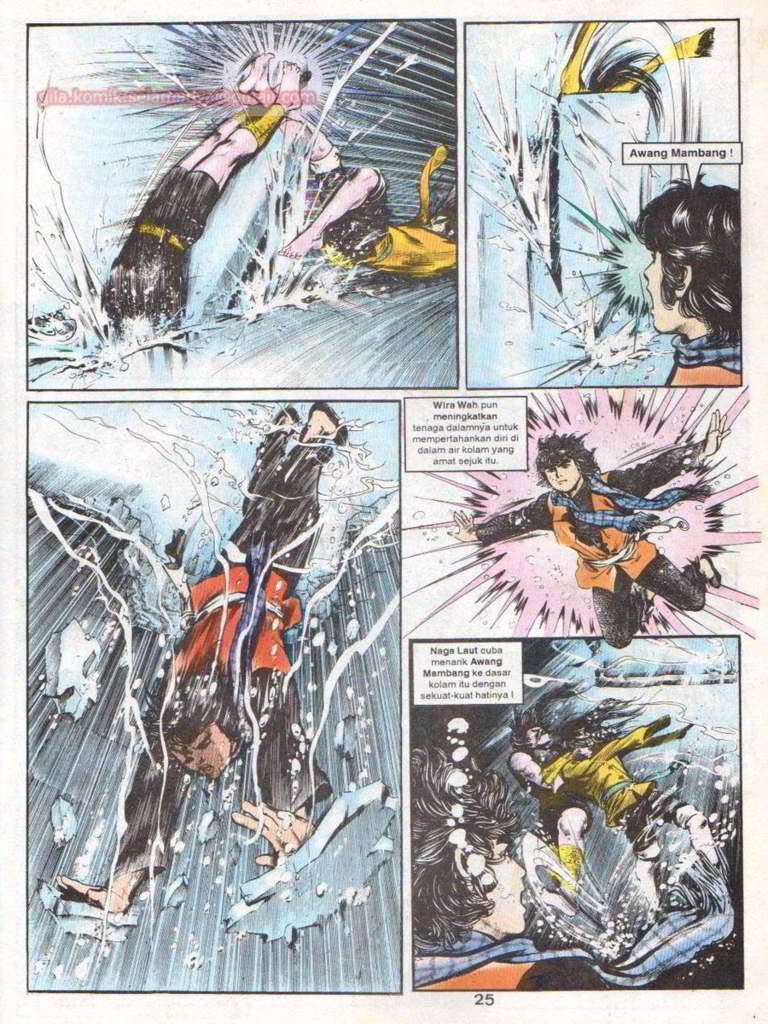 Awang Mambang !
Wira Wah pun
meningkatkan
tenaga dalamnya untuk
mempertahankan diri di
dalam air kolam yang
amat sejuk itu.
Naga Laut cuba
menarik Awang
Mambang ke dasar
kolam itu dengan
sekuat-kuat hatinya !
25